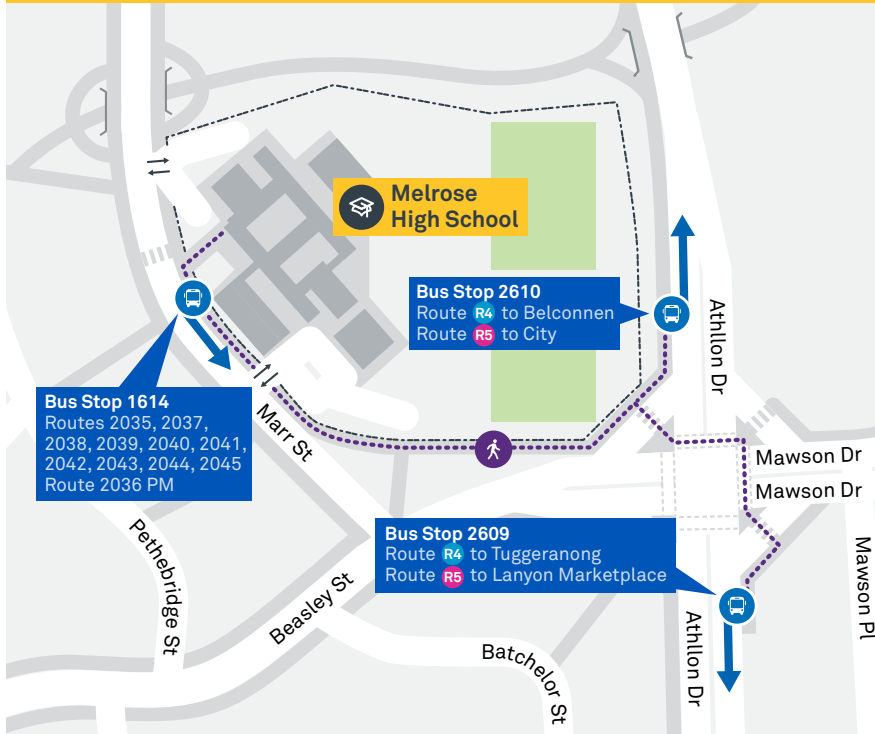 Melrose
High School
Bus Stop 2610
Route R4 to Belconnen
Route R5 to City
Athllon Dr
Bus Stop 1614
Routes 2035, 2037,
2038, 2039, 2040, 2041,
2042, 2043, 2044, 2045
Route 2036 PM
Marr St
Mawson Dr
Mawson Dr
Bus Stop 2609
Route R4 to Tuggeranong
Route R5 to Lanyon Marketplace
Pethebridge St
Beasley St
Batchelor St
Athllon Dr
Mawson Pl